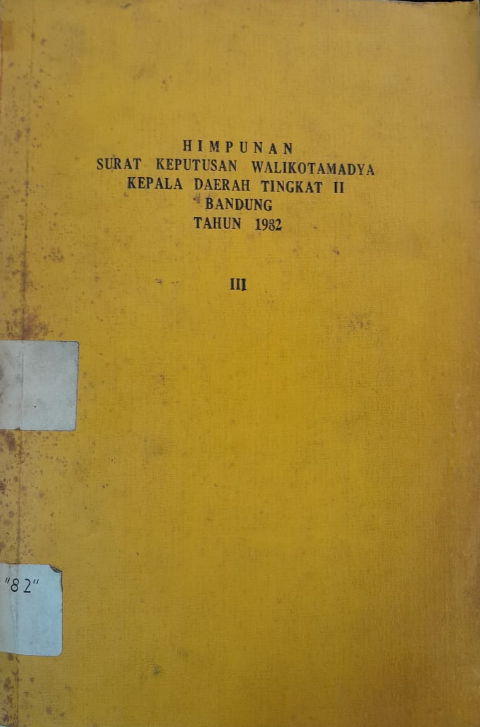 HIMPUNAN
SURAT KEPUTUSAN WALIKOTAMADYA
KEPALA DAERAH TINGKAT II
BANDUNG
TAHUN 1982
III
"82"